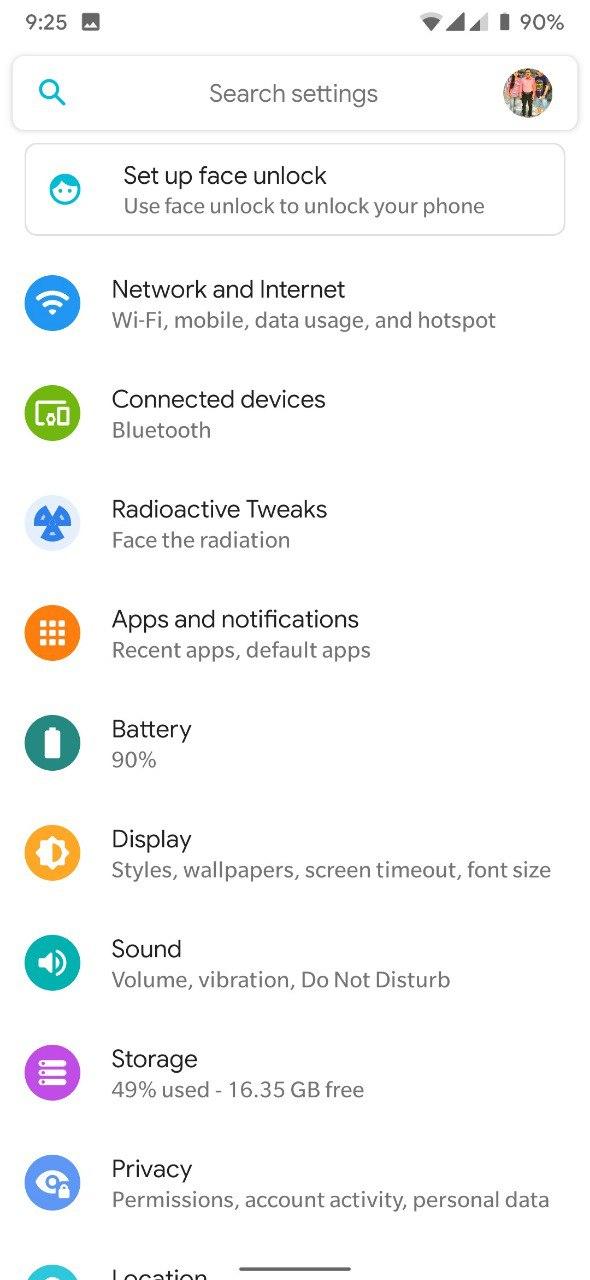 9:25 90%
Search settings
Set up face unlock
Use face unlock to unlock your phone
Network and Internet
Wi-Fi, mobile, data usage, and hotspot
Connected devices
Bluetooth
Radioactive Tweaks
Face the radiation
Apps and notifications
Recent apps, default apps
Battery
90%
Display
Styles, wallpapers, screen timeout, font size
Sound
Volume, vibration, Do Not Disturb
Storage
49% used - 16.35 GB free
Privacy
Permissions, account activity, personal data
Location